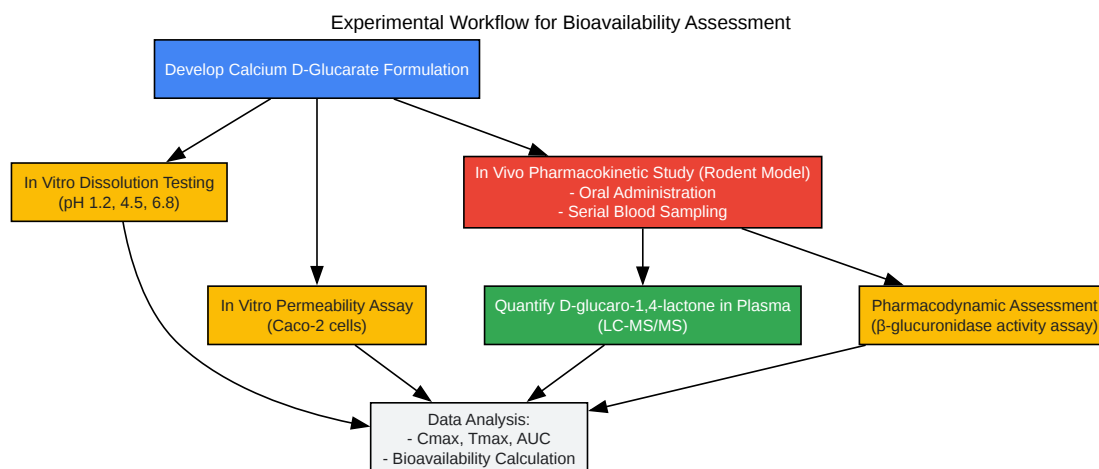 Experimental Workflow for Bioavailability Assessment
Develop Calcium D-Glucarate Formulation
In Vitro Dissolution Testing
(pH 1.2, 4.5, 6.8)
In Vivo Pharmacokinetic Study (Rodent Model)
- Oral Administration
- Serial Blood Sampling
In Vitro Permeability Assay
(Caco-2 cells)
Quantify D-glucaro-1,4-lactone in Plasma
(LC-MS/MS)
Pharmacodynamic Assessment
(β-glucuronidase activity assay)
Data Analysis:
- Cmax, Tmax, AUC
- Bioavailability Calculation